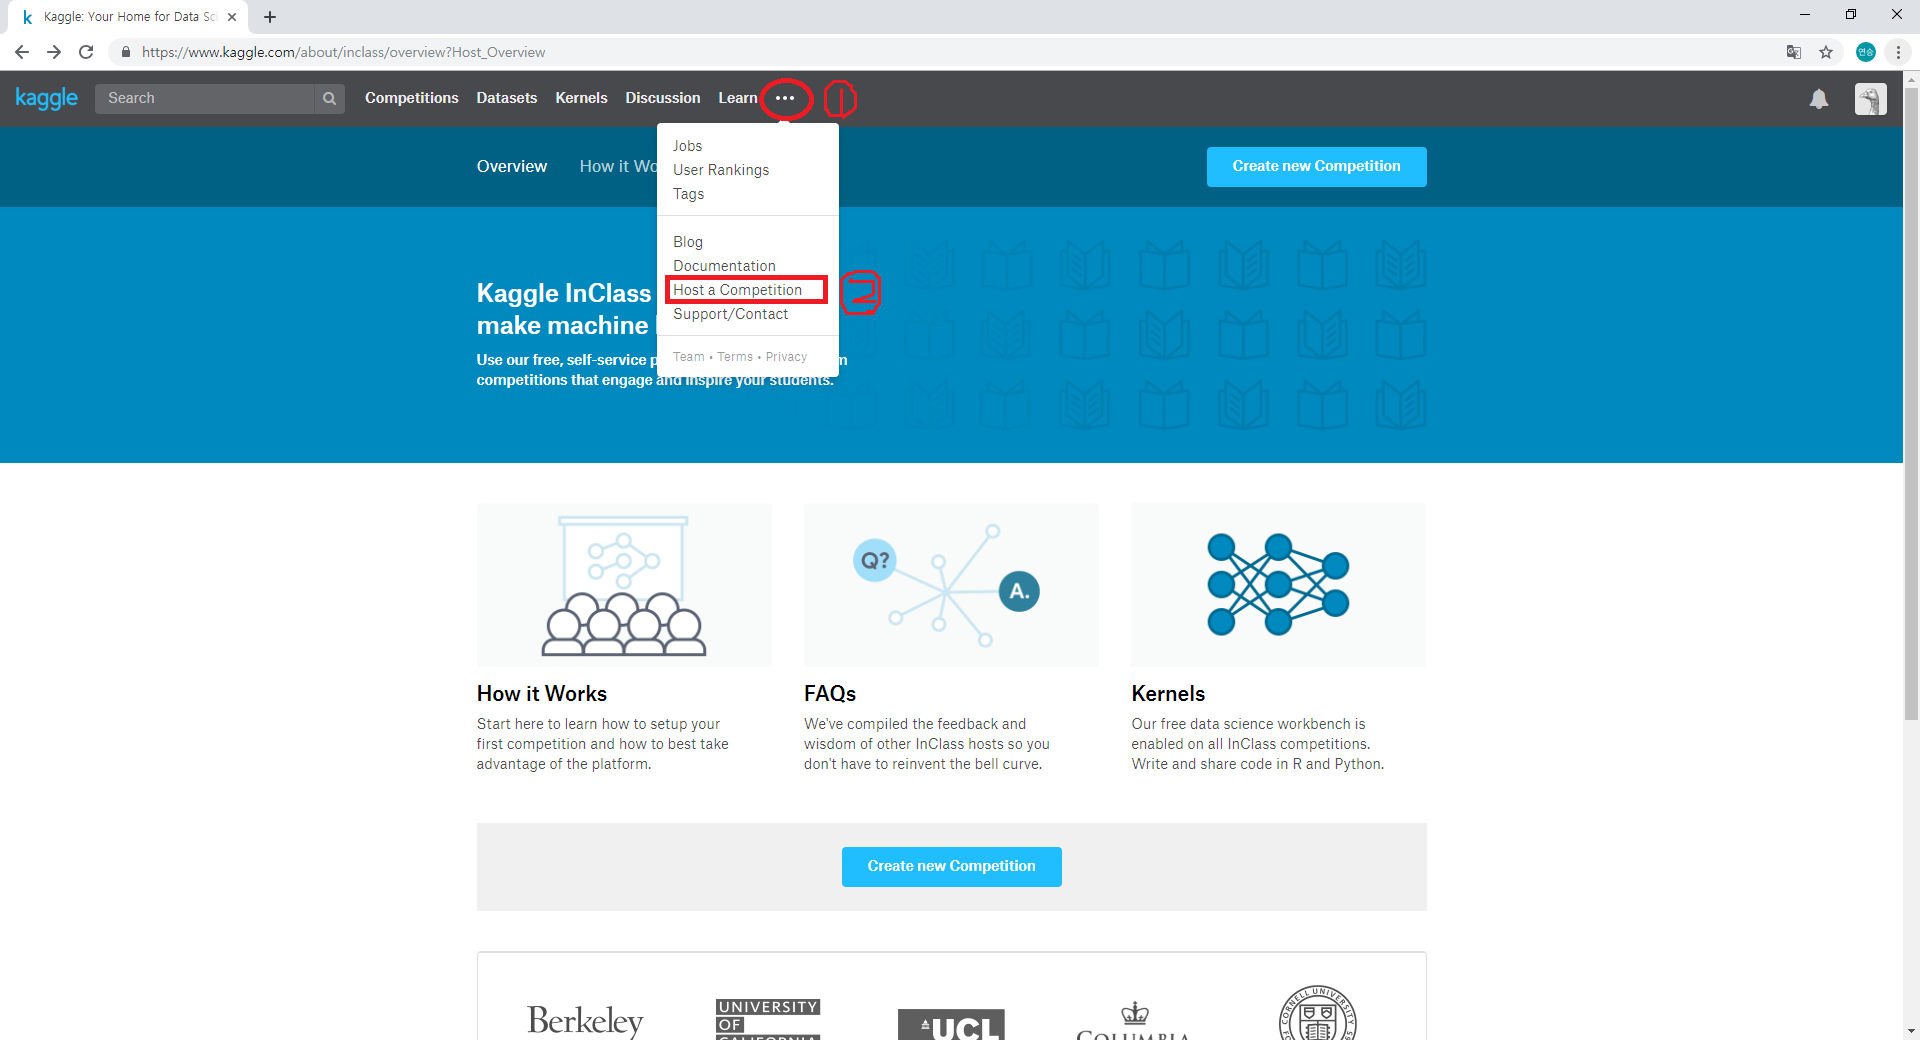 Kaggle: Your Home for Data Sc
https://www.kaggle.com/about/inclass/overview?Host_Overview
연승
kaggle Search Competitions Datasets Kernels Discussion Learn ••• 1
Jobs
Overview How it Wo Create new Competition
User Rankings
Tags
Blog
Documentation
Host a Competition 2
Kaggle InClass
Support/Contact
make machine
Team • Terms • Privacy
Use our free, self-service p m
competitions that engage and inspire your students.
Q?
A.
How it Works
Start here to learn how to setup your
first competition and how to best take
advantage of the platform.
FAQs
We've compiled the feedback and
wisdom of other InClass hosts so you
don't have to reinvent the bell curve.
Kernels
Our free data science workbench is
enabled on all InClass competitions.
Write and share code in R and Python.
Create new Competition
Berkeley
UNIVERSITY
OF
CALIFORNIA
UCL
COLUMBIA
CORNELL UNIVERSITY